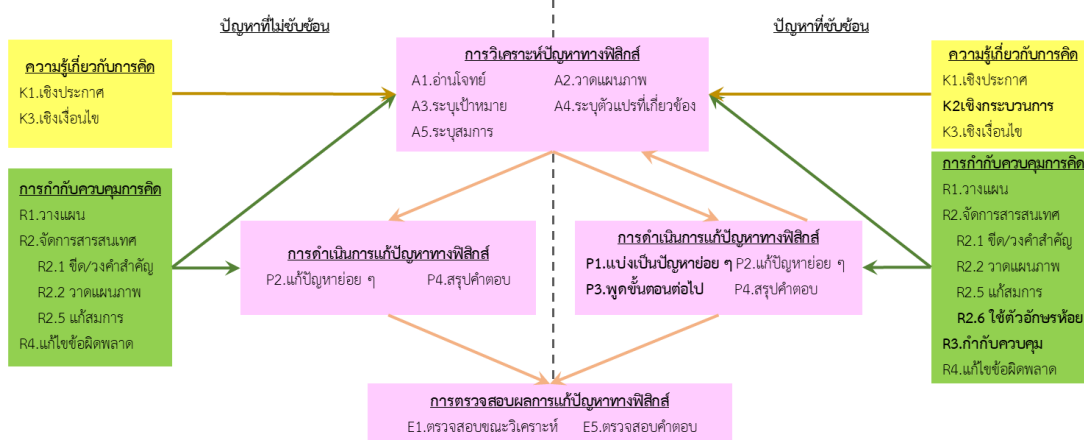 ปัญหาที่ไม่ซับซ้อน
ปัญหาที่ซับซ้อน
ความรู้เกี่ยวกับการคิด
K1.เชิงประกาศ
K3.เชิงเงื่อนไข
การวิเคราะห์ปัญหาทางฟิสิกส์
A1.อ่านโจทย์ A2.วาดแผนภาพ
A3.ระบุเป้าหมาย A4.ระบุตัวแปรที่เกี่ยวข้อง
A5.ระบุสมการ
ความรู้เกี่ยวกับการคิด
K1.เชิงประกาศ
K2เชิงกระบวนการ
K3.เชิงเงื่อนไข
การกำกับควบคุมการคิด
R1.วางแผน
R2.จัดการสารสนเทศ
R2.1 ขีด/วงคำสำคัญ
R2.2 วาดแผนภาพ
R2.5 แก้สมการ
R4.แก้ไขข้อผิดพลาด
การดำเนินการแก้ปัญหาทางฟิสิกส์
P2.แก้ปัญหาย่อย ๆ P4.สรุปคำตอบ
การดำเนินการแก้ปัญหาทางฟิสิกส์
P1.แบ่งเป็นปัญหาย่อย ๆ P2.แก้ปัญหาย่อย ๆ
P3.พูดขั้นตอนต่อไป P4.สรุปคำตอบ
การกำกับควบคุมการคิด
R1.วางแผน
R2.จัดการสารสนเทศ
R2.1 ขีด/วงคำสำคัญ
R2.2 วาดแผนภาพ
R2.5 แก้สมการ
R2.6 ใช้ตัวอักษรห้อย
R3.กำกับควบคุม
R4.แก้ไขข้อผิดพลาด
การตรวจสอบผลการแก้ปัญหาทางฟิสิกส์
E1.ตรวจสอบขณะวิเคราะห์ E5.ตรวจสอบคำตอบ